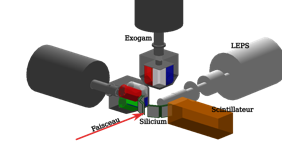 Exogam
LEPS
Scintillateur
Silicium
Faisceau